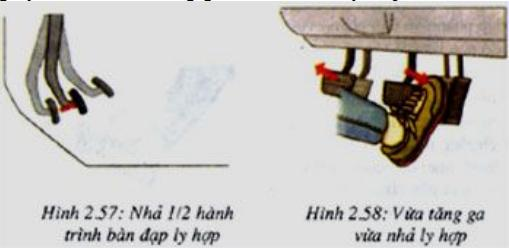 Hình 2.57: Nhả 1/2 hành
trình bàn đạp ly hợp
Hình 2.58: Vừa tăng ga
vừa nhả ly hợp